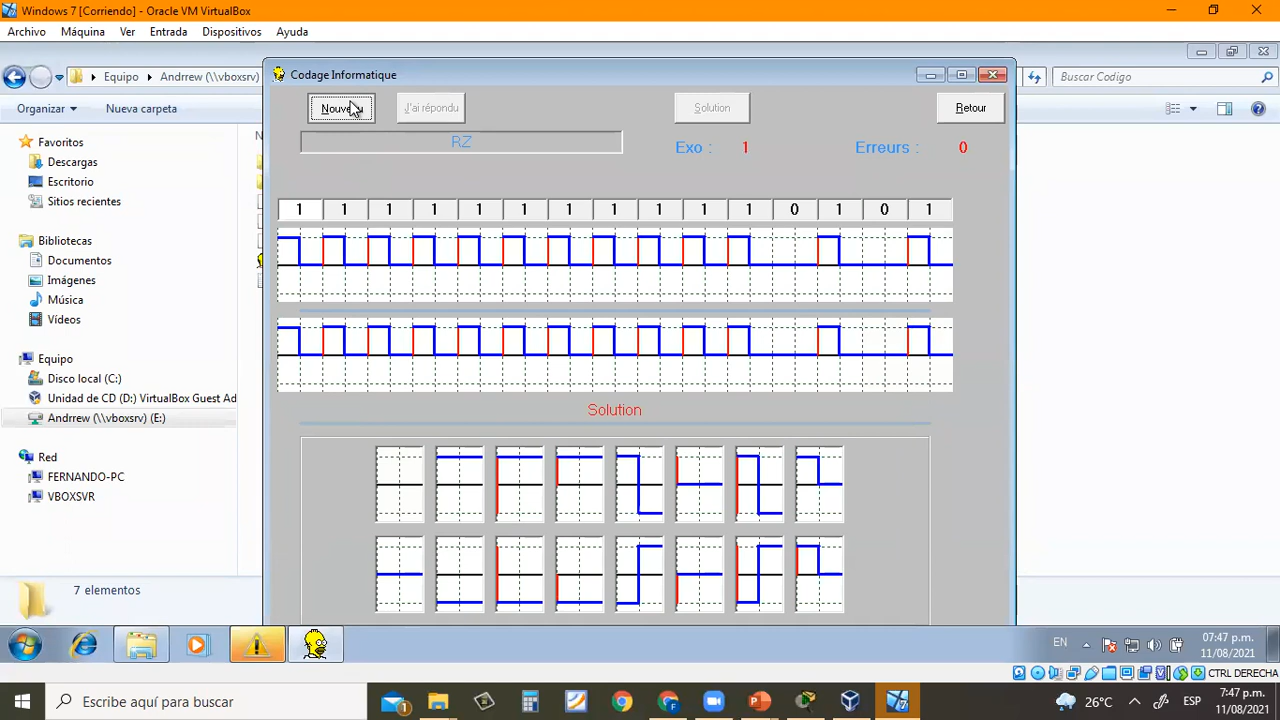 Windows 7 [Corriendo] - Oracle VM VirtualBox
Archivo Máquina Ver Entrada Dispositivos Ayuda
Equipo Andrrew (\\vboxsrv) Buscar Codigo
Organizar Nueva carpeta
Favoritos
Descargas
Escritorio
Sitios recientes
Bibliotecas
Documentos
Imágenes
Música
Vídeos
Equipo
Disco local (C:)
Unidad de CD (D:) VirtualBox Guest Ad
Andrrew (\\vboxsrv) (E:)
Red
FERNANDO-PC
VBOXSVR
7 elementos
Codage Informatique
Nouveau J'ai répondu Solution Retour
RZ Exo : 1 Erreurs : 0
1 1 1 1 1 1 1 1 1 1 1 0 1 0 1
Solution
EN 07:47 p.m.
11/08/2021
CTRL DERECHA
Escribe aquí para buscar 26°C ESP 7:47 p.m.
11/08/2021